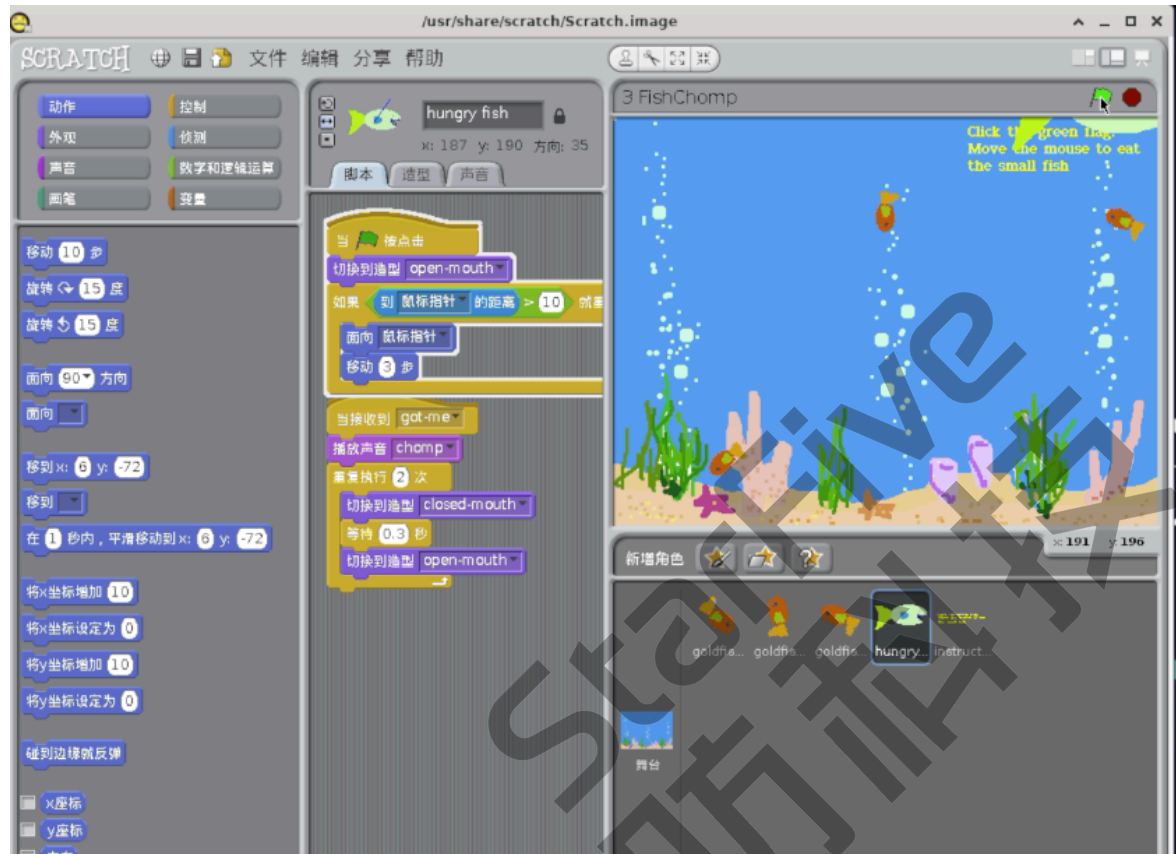 /usr/share/scratch/Scratch.image
SCRATCH 文件 编辑 分享 帮助
动作 控制
外观 侦测
声音 数字和逻辑运算
画笔 变量
移动 10 步
旋转 15 度
旋转 15 度
面向 90 方向
面向
移到 x: 6 y: -72
移到
在 1 秒内，平滑移动到 x: 6 y: -72
将x坐标增加 10
将x坐标设定为 0
将y坐标增加 10
将y坐标设定为 0
碰到边缘就反弹
x座标
y座标
hungry fish
x: 187 y: 190 方向: 35
脚本 造型 声音
当 被点击
切换到造型 open-mouth
如果 到 鼠标指针 的距离 > 10
面向 鼠标指针
移动 3 步
当接收到 got-me
播放声音 chomp
重复执行 2 次
切换到造型 closed-mouth
等待 0.3 秒
切换到造型 open-mouth
3 FishChomp
Click the green flag.
Move the mouse to eat
the small fish
x: 191 y: 196
新增角色
goldfis... goldfis... goldfis... hungry... instruct...
舞台
StarFive